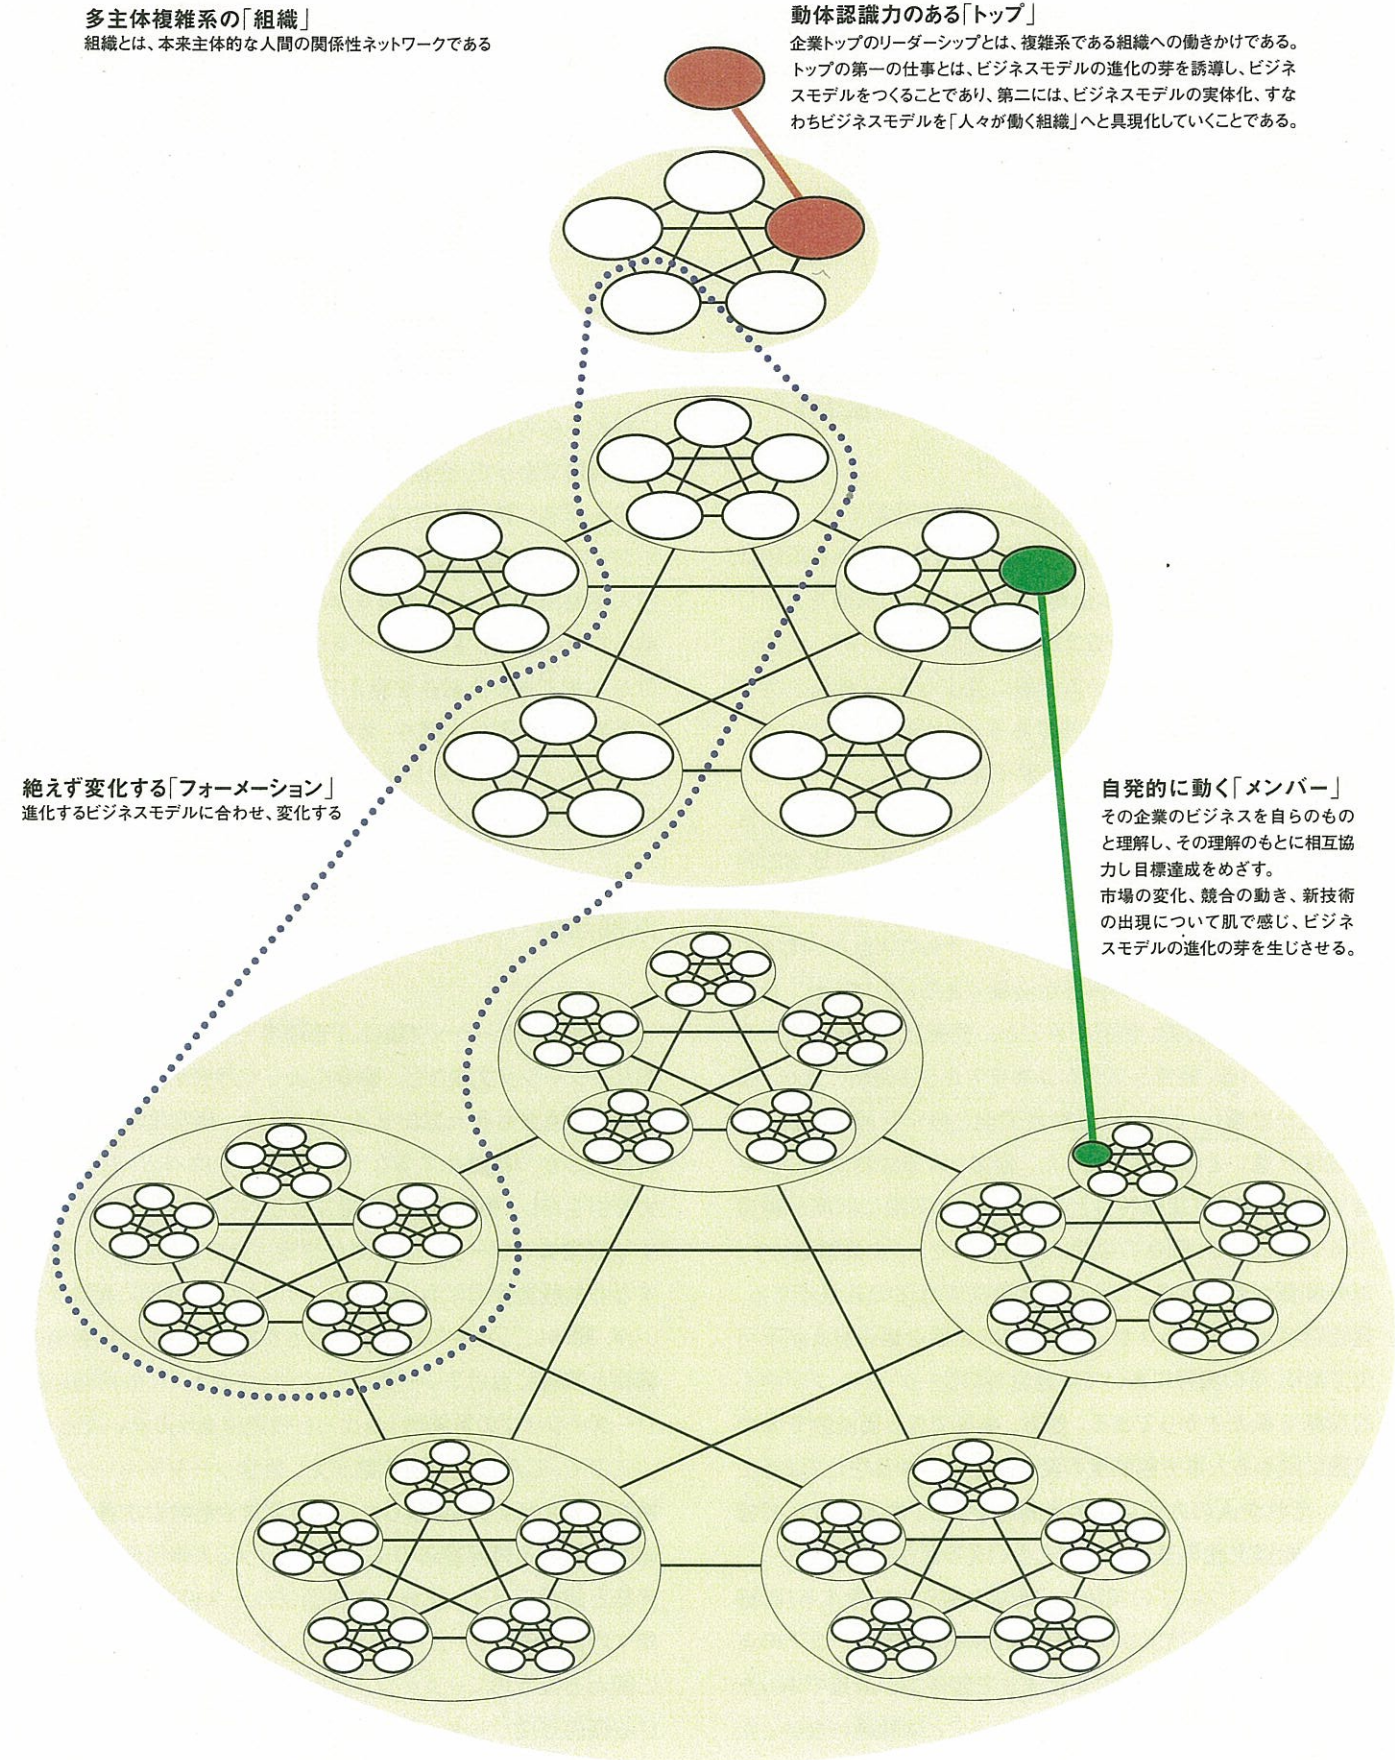 多主体複雑系の「組織」
組織とは、本来主体的な人間の関係性ネットワークである
動体認識力のある「トップ」
企業トップのリーダーシップとは、複雑系である組織への働きかけである。
トップの第一の仕事とは、ビジネスモデルの進化の芽を誘導し、ビジネ
スモデルをつくることであり、第二には、ビジネスモデルの実体化、すな
わちビジネスモデルを「人々が働く組織」へと具現化していくことである。
絶えず変化する「フォーメーション」
進化するビジネスモデルに合わせ、変化する
自発的に動く「メンバー」
その企業のビジネスを自らのもの
と理解し、その理解のもとに相互協
力し目標達成をめざす。
市場の変化、競合の動き、新技術
の出現について肌で感じ、ビジネ
スモデルの進化の芽を生じさせる。